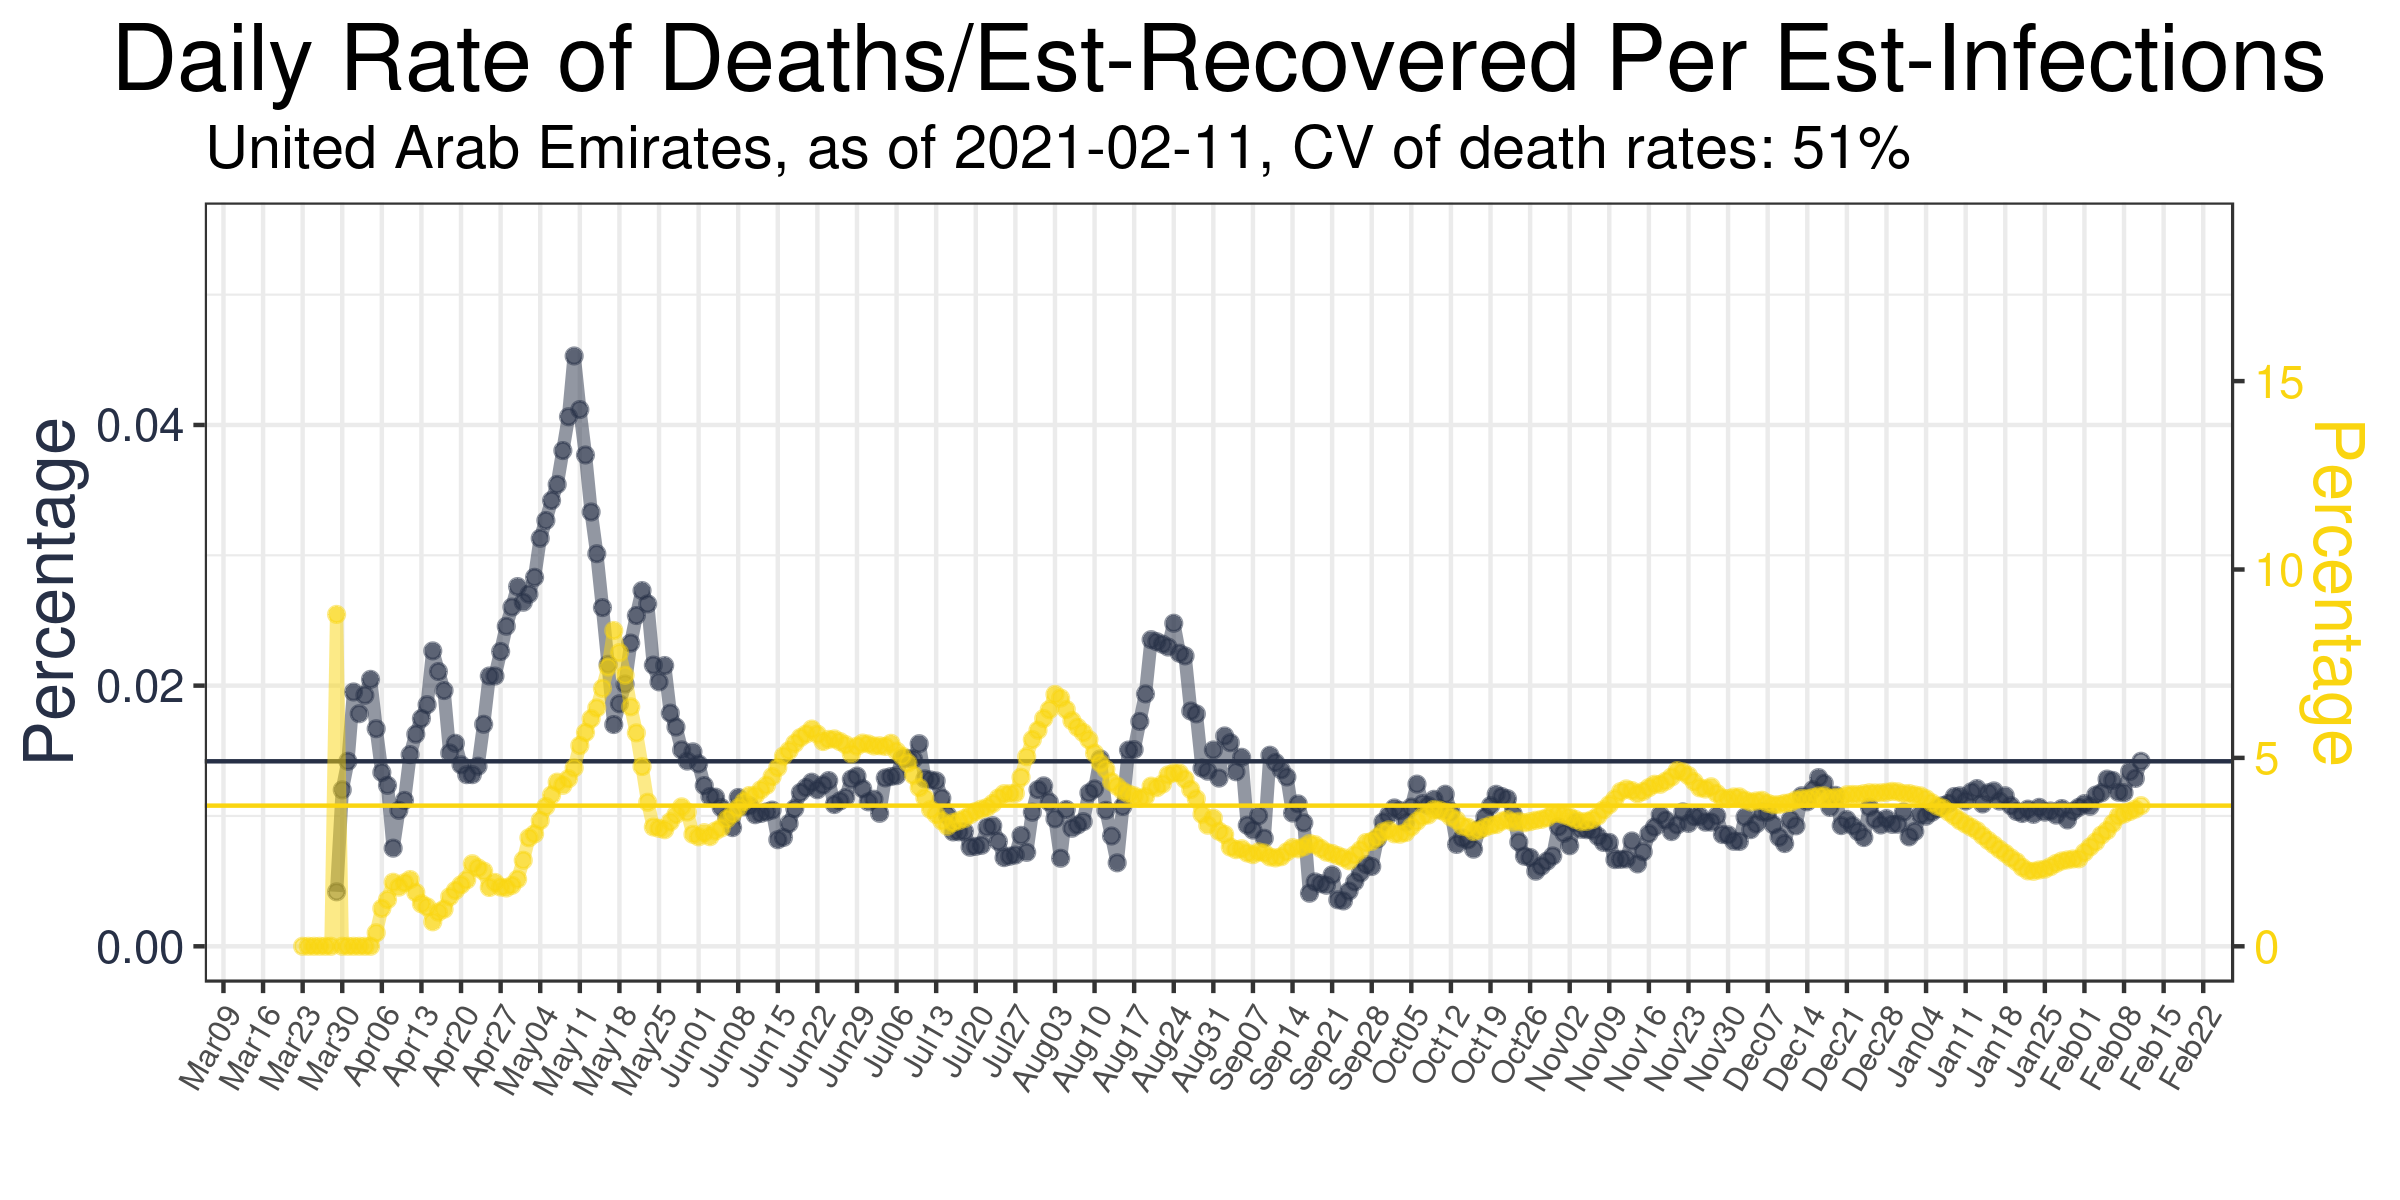 Daily Rate of Deaths/Est-Recovered Per Est-Infections
United Arab Emirates, as of 2021-02-11, CV of death rates: 51%
Percentage
0.04
0.02
0.00
15
10
5
0
Percentage
Mar09
Mar16
Mar23
Mar30
Apr06
Apr13
Apr20
Apr27
May04
May11
May18
May25
Jun01
Jun08
Jun15
Jun22
Jun29
Jul06
Jul13
Jul20
Jul27
Aug03
Aug10
Aug17
Aug24
Aug31
Sep07
Sep14
Sep21
Sep28
Oct05
Oct12
Oct19
Oct26
Nov02
Nov09
Nov16
Nov23
Nov30
Dec07
Dec14
Dec21
Dec28
Jan04
Jan11
Jan18
Jan25
Feb01
Feb08
Feb15
Feb22